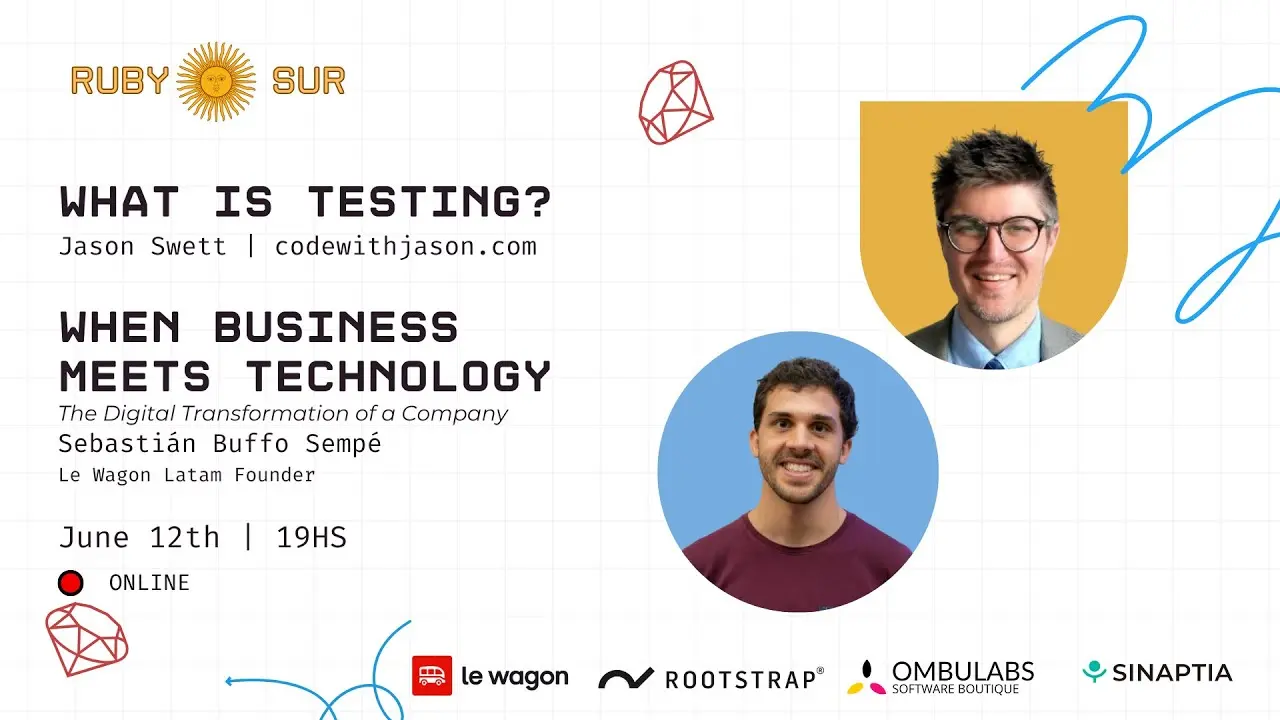 RUBY SUR
WHAT IS TESTING?
Jason Swett | codewithjason.com
WHEN BUSINESS
MEETS TECHNOLOGY
The Digital Transformation of a Company
Sebastián Buffo Sempé
Le Wagon Latam Founder
June 12th | 19HS
ONLINE
le wagon
ROOTSTRAP®
OMBULABS
SOFTWARE BOUTIQUE
SINAPTIA